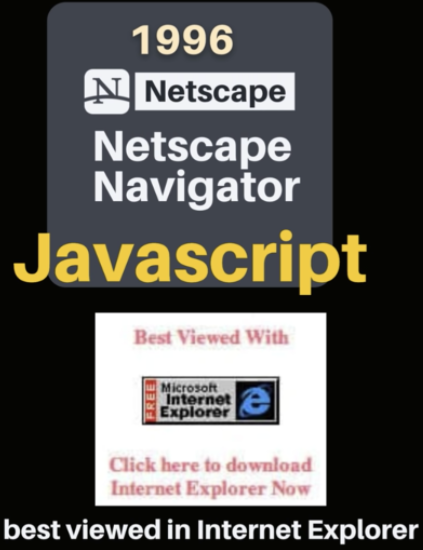 1996
N Netscape
Netscape
Navigator
Javascript
Best Viewed With
FREE
Microsoft
Internet
Explorer
Click here to download
Internet Explorer Now
best viewed in Internet Explorer